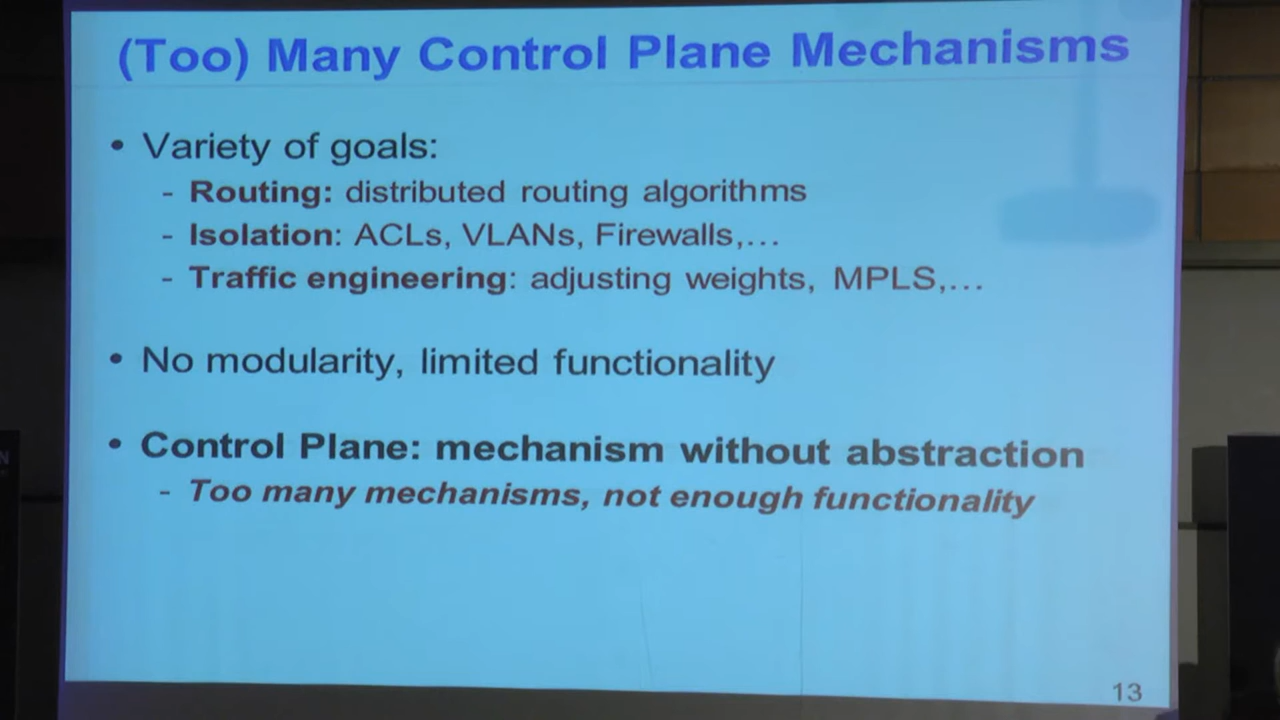 (Too) Many Control Plane Mechanisms
• Variety of goals:
- Routing: distributed routing algorithms
- Isolation: ACLs, VLANs, Firewalls,…
- Traffic engineering: adjusting weights, MPLS,…
• No modularity, limited functionality
• Control Plane: mechanism without abstraction
- Too many mechanisms, not enough functionality
13
N